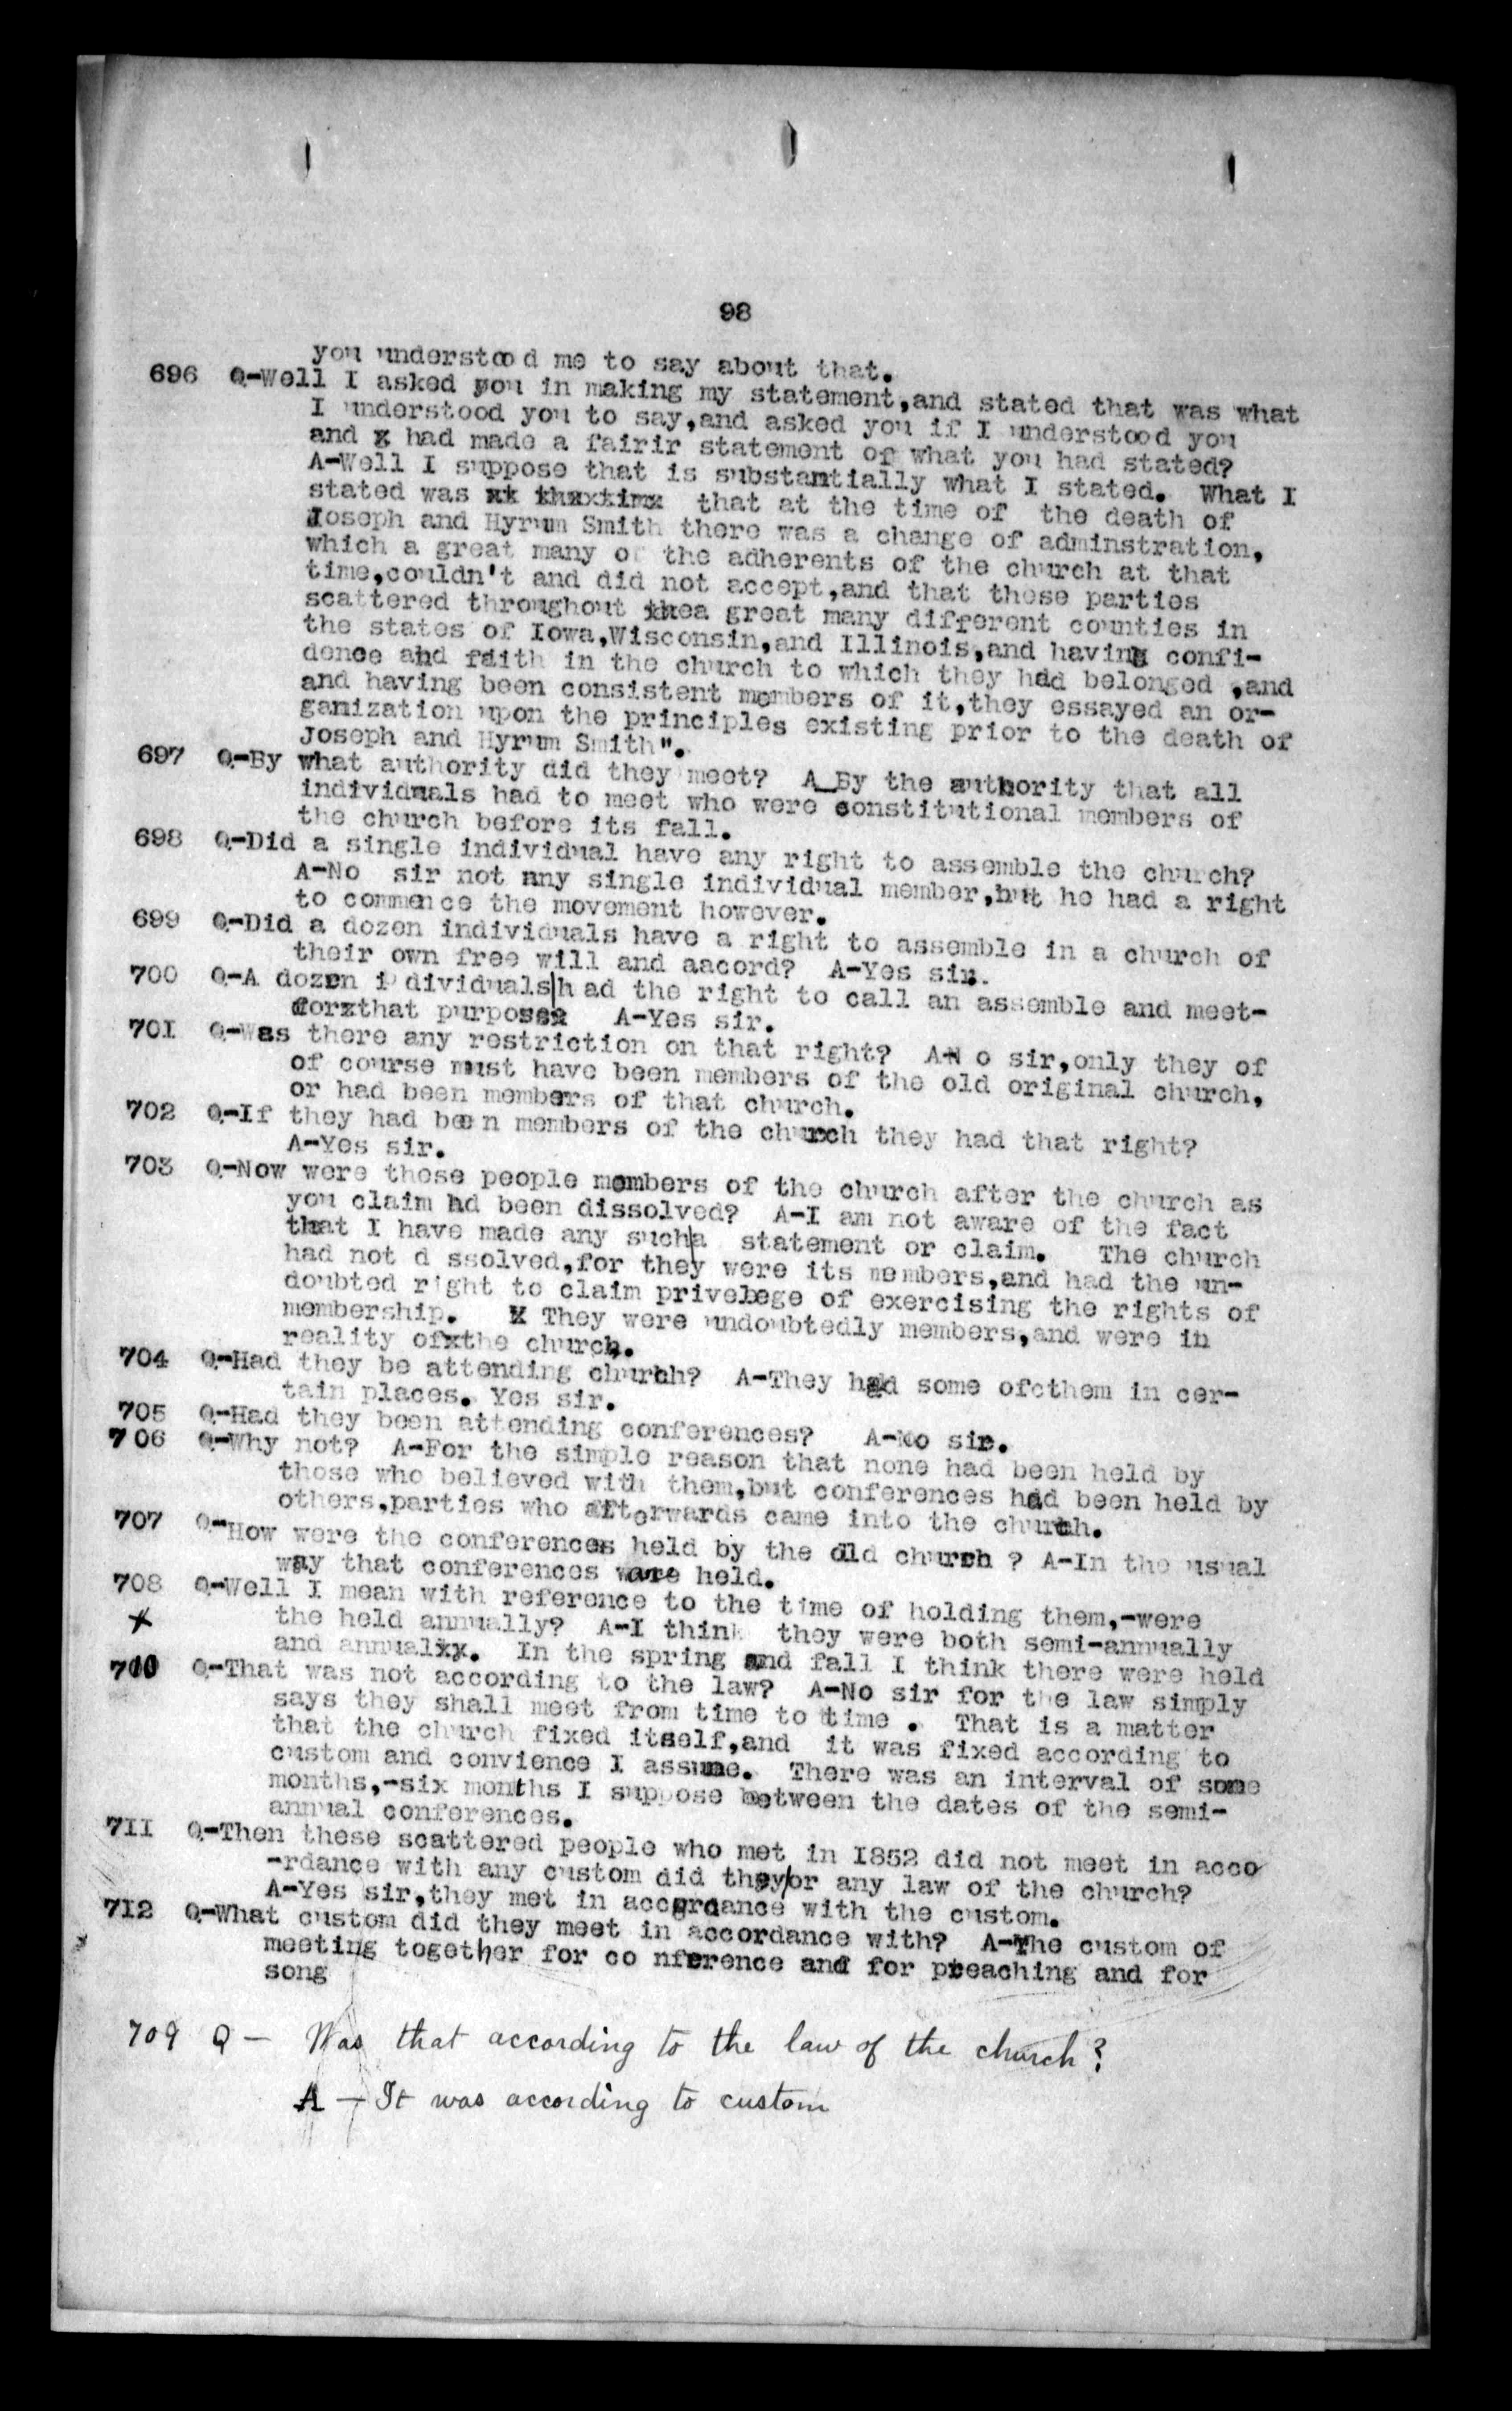 98
you understood me to say about that.
696 Q-Well I asked you in making my statement,and stated that was what
I understood you to say,and asked you if I understood you
and x had made a fairir statement of what you had stated?
A-Well I suppose that is substantially what I stated. What I
stated was xt thxxtimx that at the time of the death of
Joseph and Hyrum Smith there was a change of adminstration,
which a great many of the adherents of the church at that
time,couldn't and did not accept,and that these parties
scattered throughout thea great many different counties in
the states of Iowa,Wisconsin,and Illinois,and having confi-
dence and faith in the church to which they had belonged ,and
and having been consistent members of it,they essayed an or-
ganization upon the principles existing prior to the death of
Joseph and Hyrum Smith".
697 Q-By what authority did they meet? A_By the authority that all
individuals had to meet who were constitutional members of
the church before its fall.
698 Q-Did a single individual have any right to assemble the church?
A-No sir not any single individual member,but he had a right
to commence the movement however.
699 Q-Did a dozen individuals have a right to assemble in a church of
their own free will and aacord? A-Yes sir.
700 Q-A dozen i dividuals|h ad the right to call an assemble and meet-
forxthat purposes? A-Yes sir.
701 Q-Was there any restriction on that right? A-N o sir,only they of
of course must have been members of the old original church,
or had been members of that church.
702 Q-If they had been members of the church they had that right?
A-Yes sir.
703 Q-Now were these people members of the church after the church as
you claim hd been dissolved? A-I am not aware of the fact
that I have made any such|a statement or claim. The church
had not d ssolved,for they were its members,and had the un-
doubted right to claim privelege of exercising the rights of
membership. X They were undoubtedly members,and were in
reality ofxthe church.
704 Q-Had they be attending church? A-They had some ofcthem in cer-
tain places. Yes sir.
705 Q-Had they been attending conferences? A-No sir.
706 Q-Why not? A-For the simple reason that none had been held by
those who believed with them,but conferences had been held by
others,parties who afterwards came into the church.
707 Q-How were the conferences held by the old church ? A-In the usual
way that conferences were held.
708 Q-Well I mean with reference to the time of holding them,-were
x the held annually? A-I think they were both semi-annually
and annualxy. In the spring and fall I think there were held
710 Q-That was not according to the law? A-No sir for the law simply
says they shall meet from time to time . That is a matter
that the church fixed itself,and it was fixed according to
custom and convience I assume. There was an interval of some
months,-six months I suppose between the dates of the semi-
annual conferences.
711 Q-Then these scattered people who met in 1852 did not meet in acco
-rdance with any custom did they/or any law of the church?
A-Yes sir,they met in accordance with the custom.
712 Q-What custom did they meet in accordance with? A-The custom of
meeting together for co nference and for preaching and for
song
709 Q — Was that according to the law of the church?
A — It was according to custom